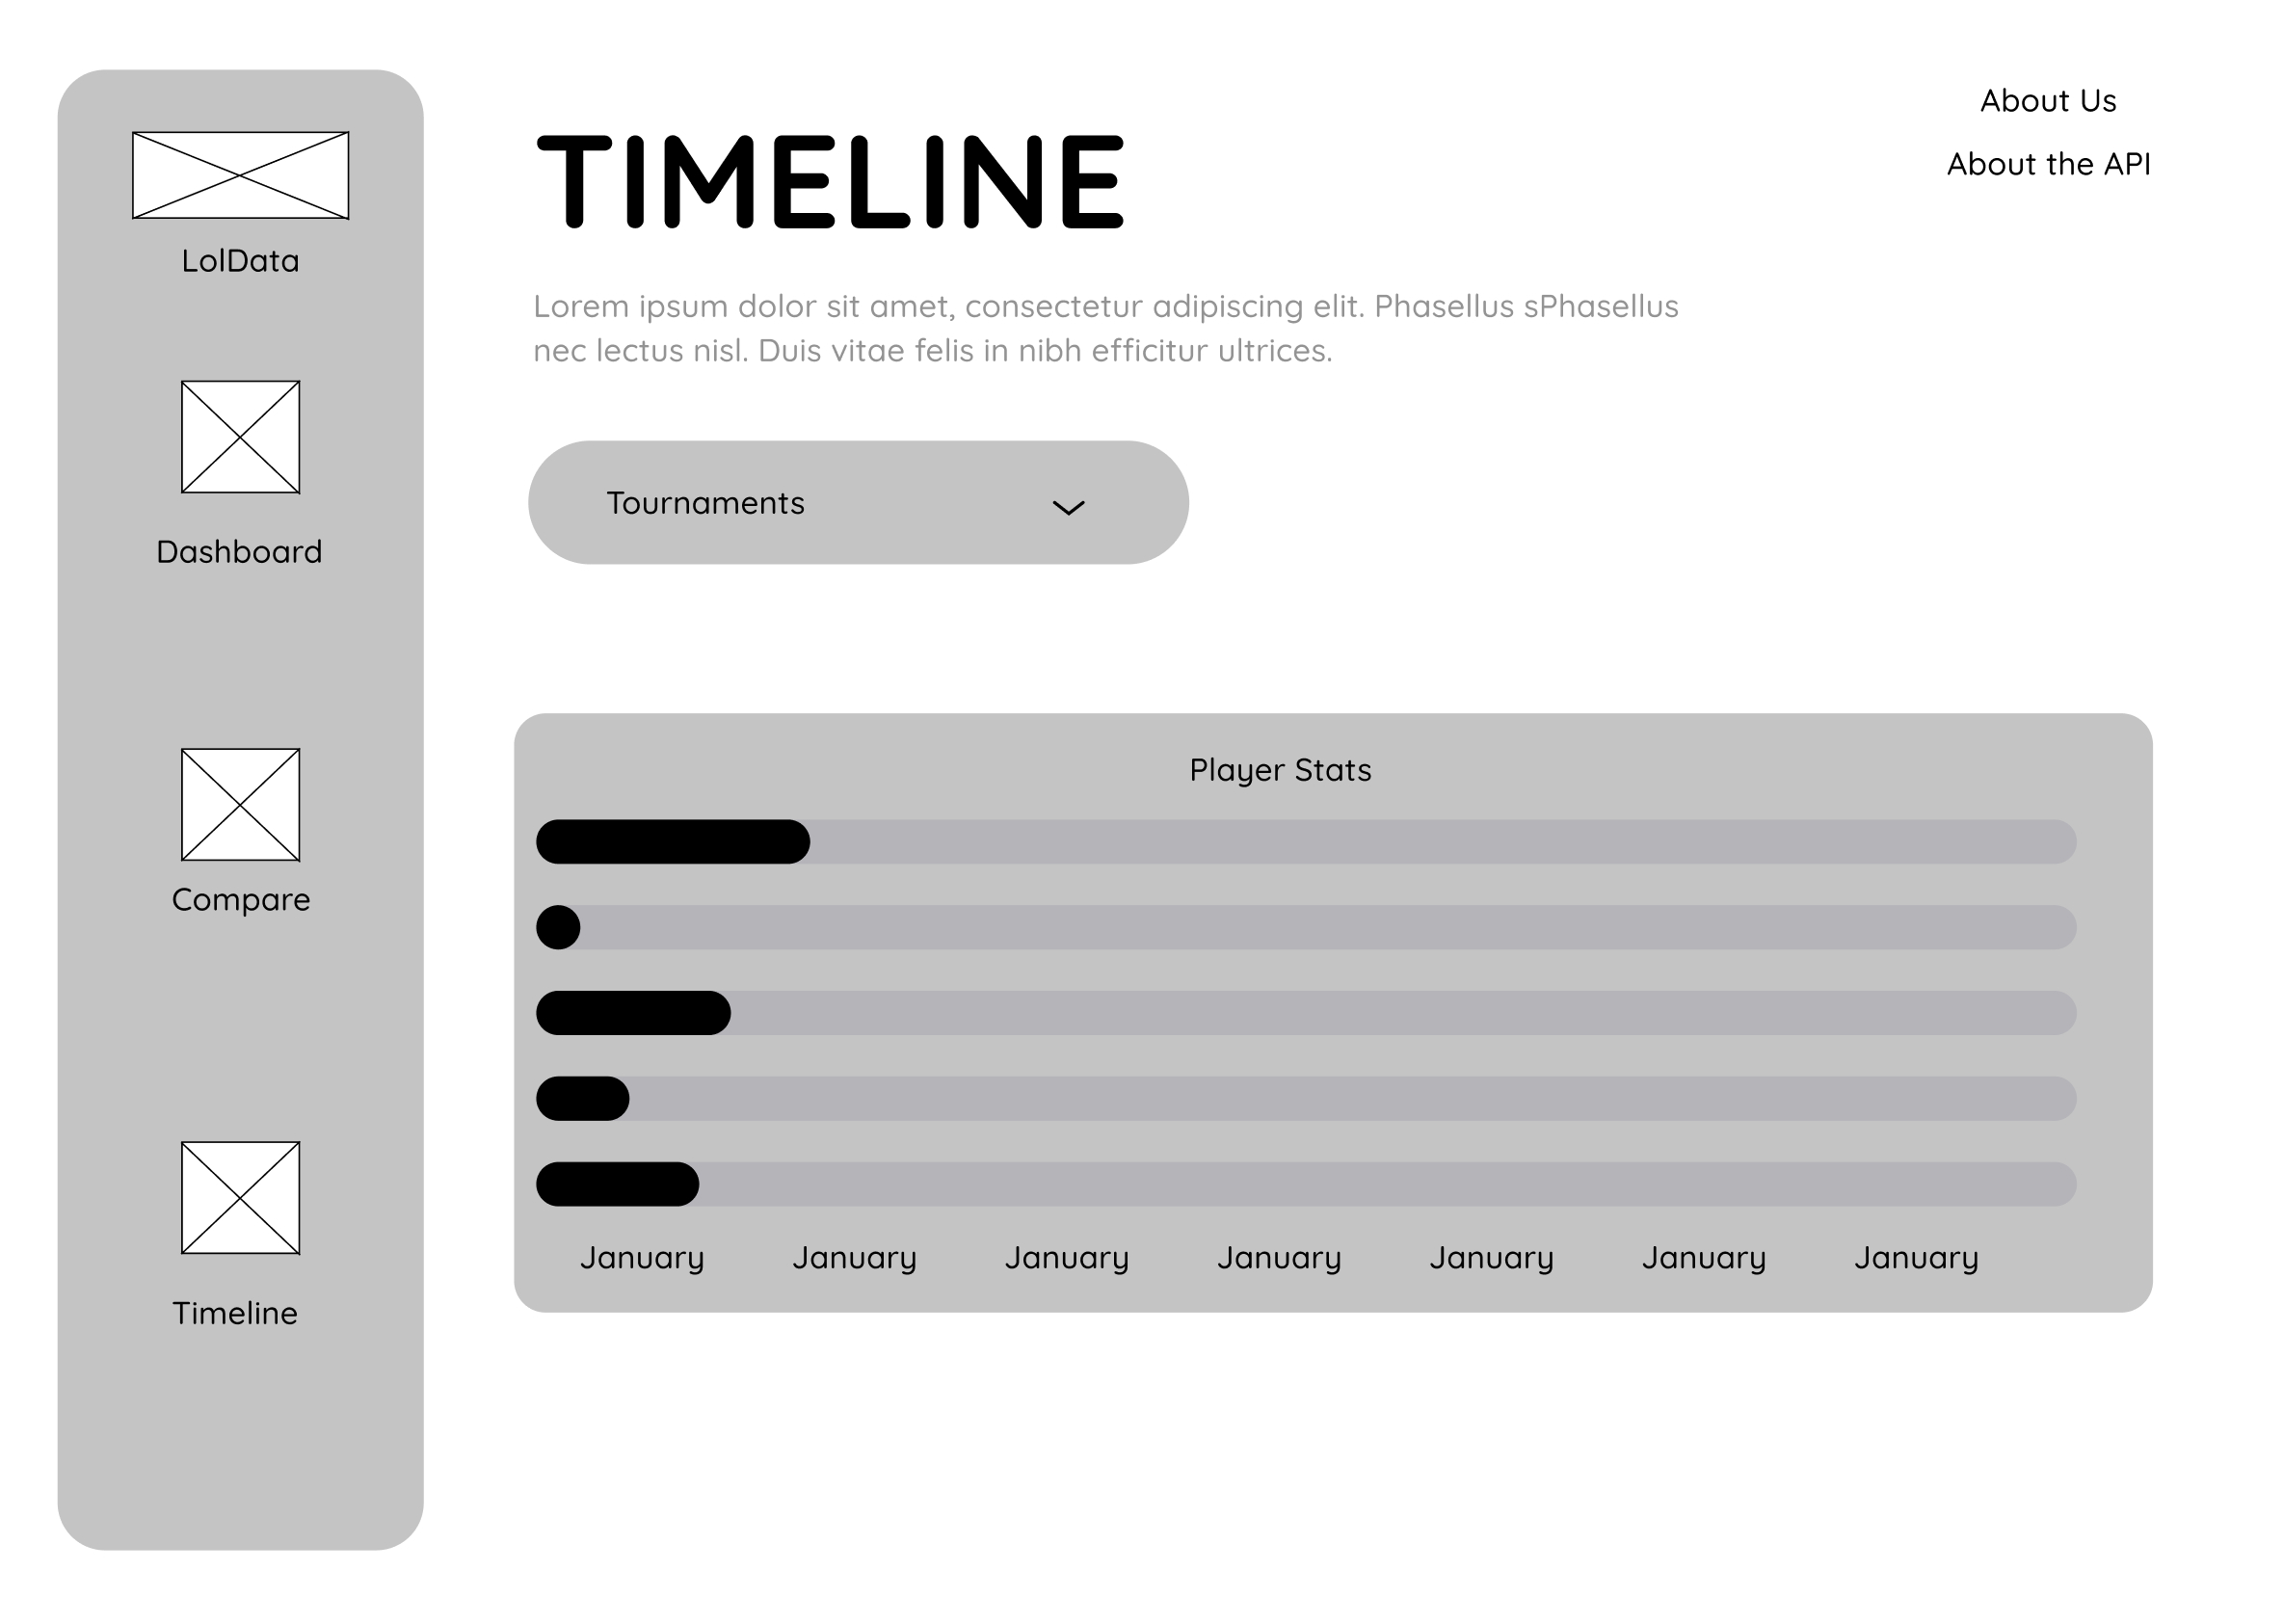 LolData
Dashboard
Compare
Timeline
About Us
About the API
TIMELINE
Lorem ipsum dolor sit amet, consectetur adipiscing elit. Phasellus sPhasellus
nec lectus nisl. Duis vitae felis in nibh efficitur ultrices.
Tournaments
Player Stats
January January January January January January January